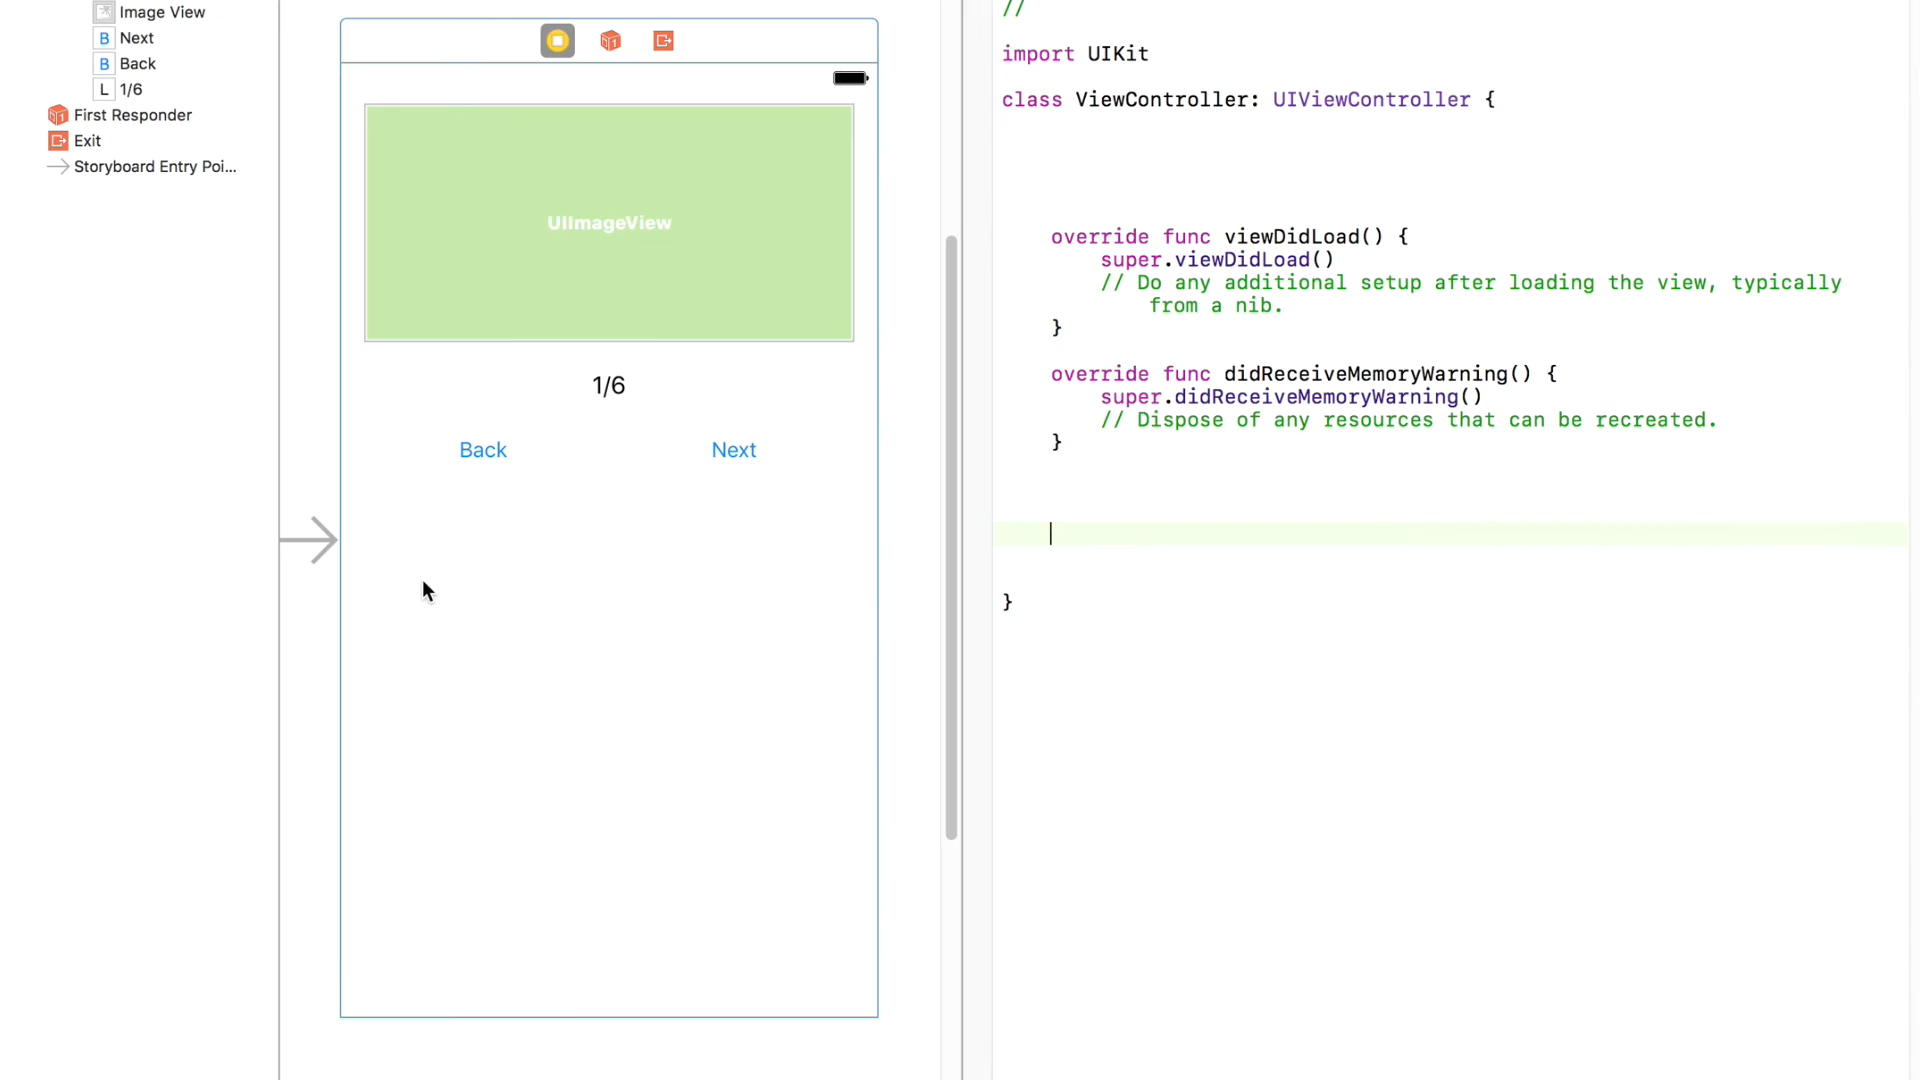 Image View
B Next
B Back
L 1/6
First Responder
Exit
Storyboard Entry Poi...
UIImageView
1/6
Back Next
//
import UIKit
class ViewController: UIViewController {
override func viewDidLoad() {
super.viewDidLoad()
// Do any additional setup after loading the view, typically
from a nib.
}
override func didReceiveMemoryWarning() {
super.didReceiveMemoryWarning()
// Dispose of any resources that can be recreated.
}
}